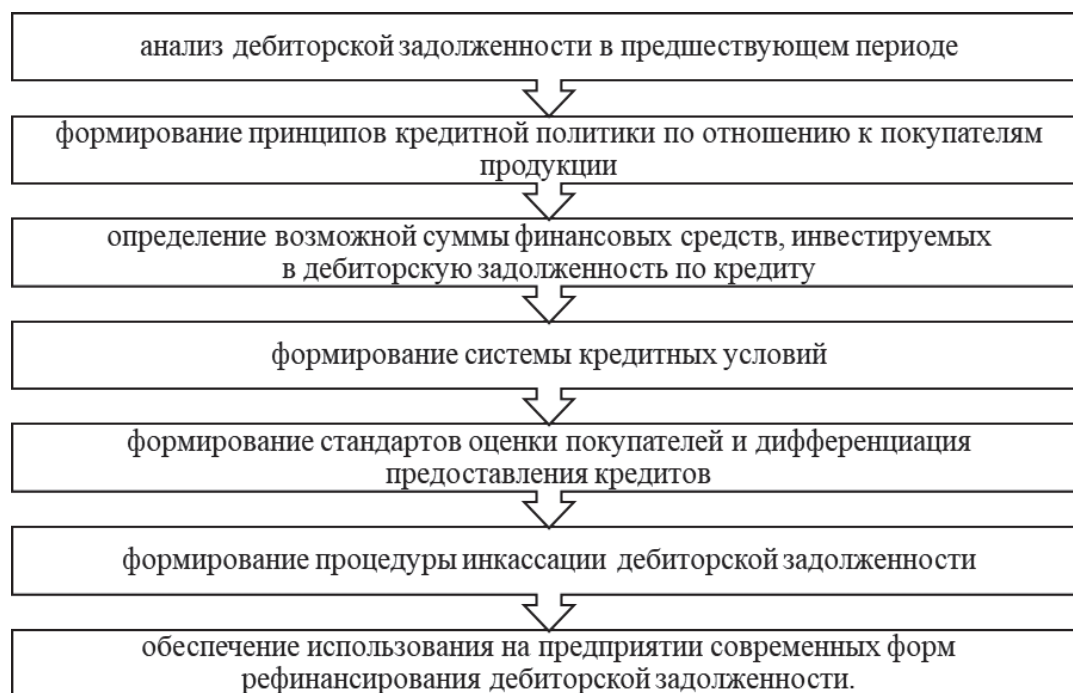 анализ дебиторской задолженности в предшествующем периоде
формирование принципов кредитной политики по отношению к покупателям
продукции
определение возможной суммы финансовых средств, инвестируемых
в дебиторскую задолженность по кредиту
формирование системы кредитных условий
формирование стандартов оценки покупателей и дифференциация
предоставления кредитов
формирование процедуры инкассации дебиторской задолженности
обеспечение использования на предприятии современных форм
рефинансирования дебиторской задолженности.